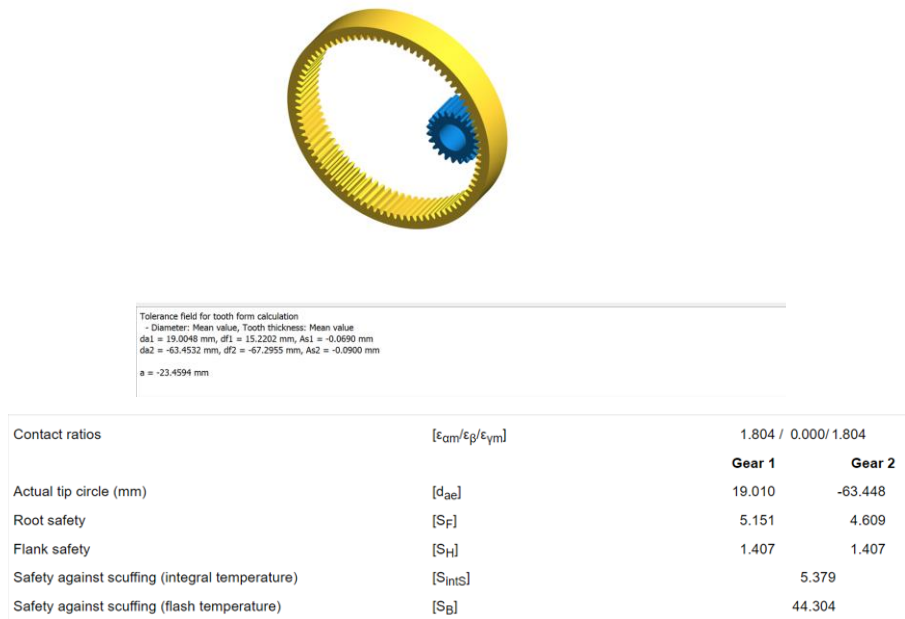 Tolerance field for tooth form calculation
- Diameter: Mean value, Tooth thickness: Mean value
da1 = 19.0048 mm, df1 = 15.2202 mm, As1 = -0.0690 mm
da2 = -63.4532 mm, df2 = -67.2955 mm, As2 = -0.0900 mm
a = -23.4594 mm
Contact ratios [εαm/εβ/εγm] 1.804 / 0.000/ 1.804
Gear 1 Gear 2
Actual tip circle (mm) [dae] 19.010 -63.448
Root safety [SF] 5.151 4.609
Flank safety [SH] 1.407 1.407
Safety against scuffing (integral temperature) [SintS] 5.379
Safety against scuffing (flash temperature) [SB] 44.304